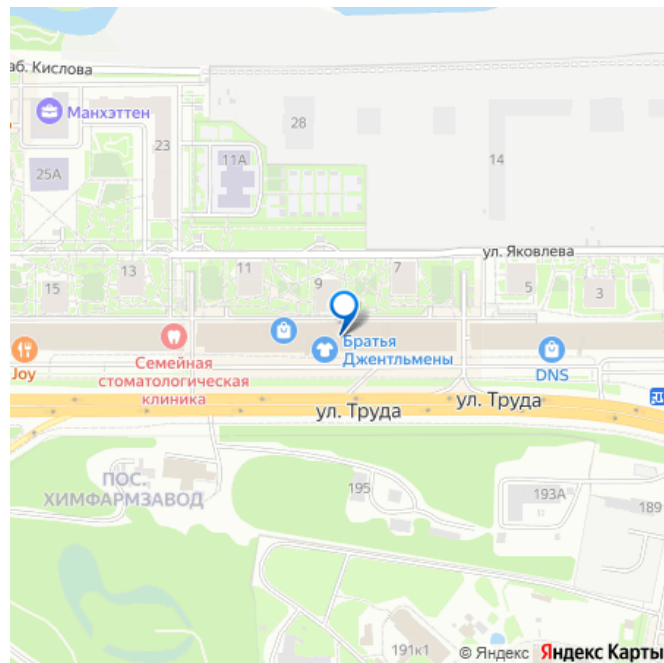 аб. Кислова
Манхэттен
28
23
14
11А
25А
ул. Яковлева
15
13
11
9
7
5
3
Братья
Джентльмены
Joy
Семейная
стоматологическая
клиника
DNS
ул. Труда
ул. Труда
ПОС.
ХИМФАРМЗАВОД
195
193А
189
191к1
© Яндекс Яндекс Карты